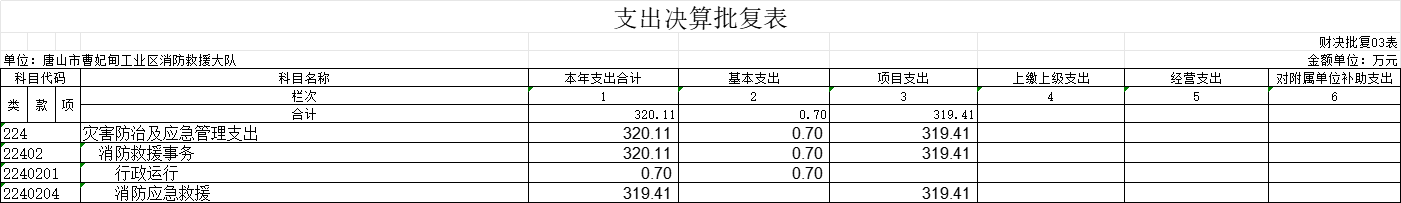 支出决算批复表
财决批复03表
单位：唐山市曹妃甸工业区消防救援大队 金额单位：万元
科目代码 科目名称 本年支出合计 基本支出 项目支出 上缴上级支出 经营支出 对附属单位补助支出
类 款 项 栏次 1 2 3 4 5 6
合计 320.11 0.70 319.41
224 灾害防治及应急管理支出 320.11 0.70 319.41
22402 消防救援事务 320.11 0.70 319.41
2240201 行政运行 0.70 0.70
2240204 消防应急救援 319.41 319.41